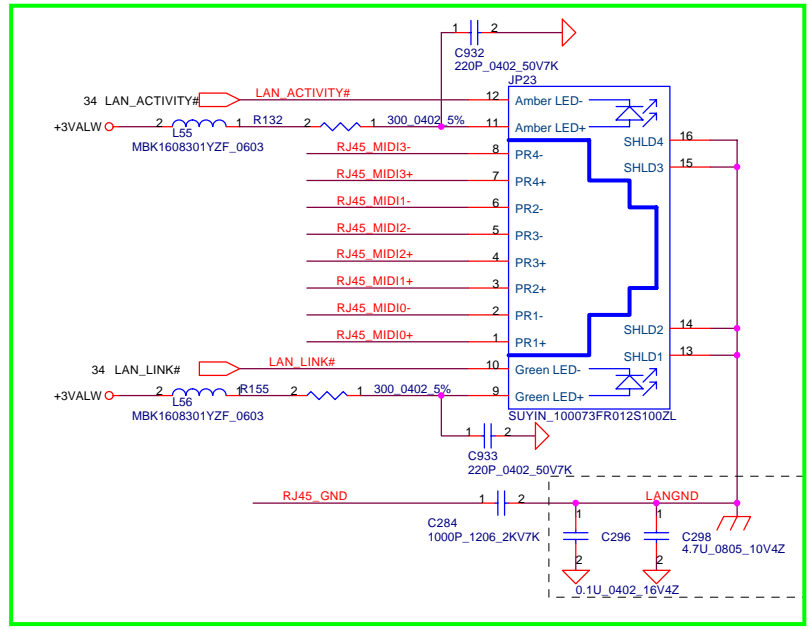 1 2
C932
220P_0402_50V7K
JP23
34 LAN_ACTIVITY# LAN_ACTIVITY# 12 Amber LED-
+3VALW 2 1 R132 2 1 300_0402_5% 11 Amber LED+
L55
MBK1608301YZF_0603
RJ45_MIDI3- 8 PR4-
RJ45_MIDI3+ 7 PR4+
RJ45_MIDI1- 6 PR2-
RJ45_MIDI2- 5 PR3-
RJ45_MIDI2+ 4 PR3+
RJ45_MIDI1+ 3 PR2+
RJ45_MIDI0- 2 PR1-
RJ45_MIDI0+ 1 PR1+
SHLD4 16
SHLD3 15
SHLD2 14
SHLD1 13
34 LAN_LINK# LAN_LINK# 10 Green LED-
+3VALW 2 1 R155 2 1 300_0402_5% 9 Green LED+
L56
MBK1608301YZF_0603
SUYIN_100073FR012S100ZL
1 2
C933
220P_0402_50V7K
RJ45_GND 1 2 LANGND
C284
1000P_1206_2KV7K
1 C296 2
0.1U_0402_16V4Z
1 C298 2
4.7U_0805_10V4Z